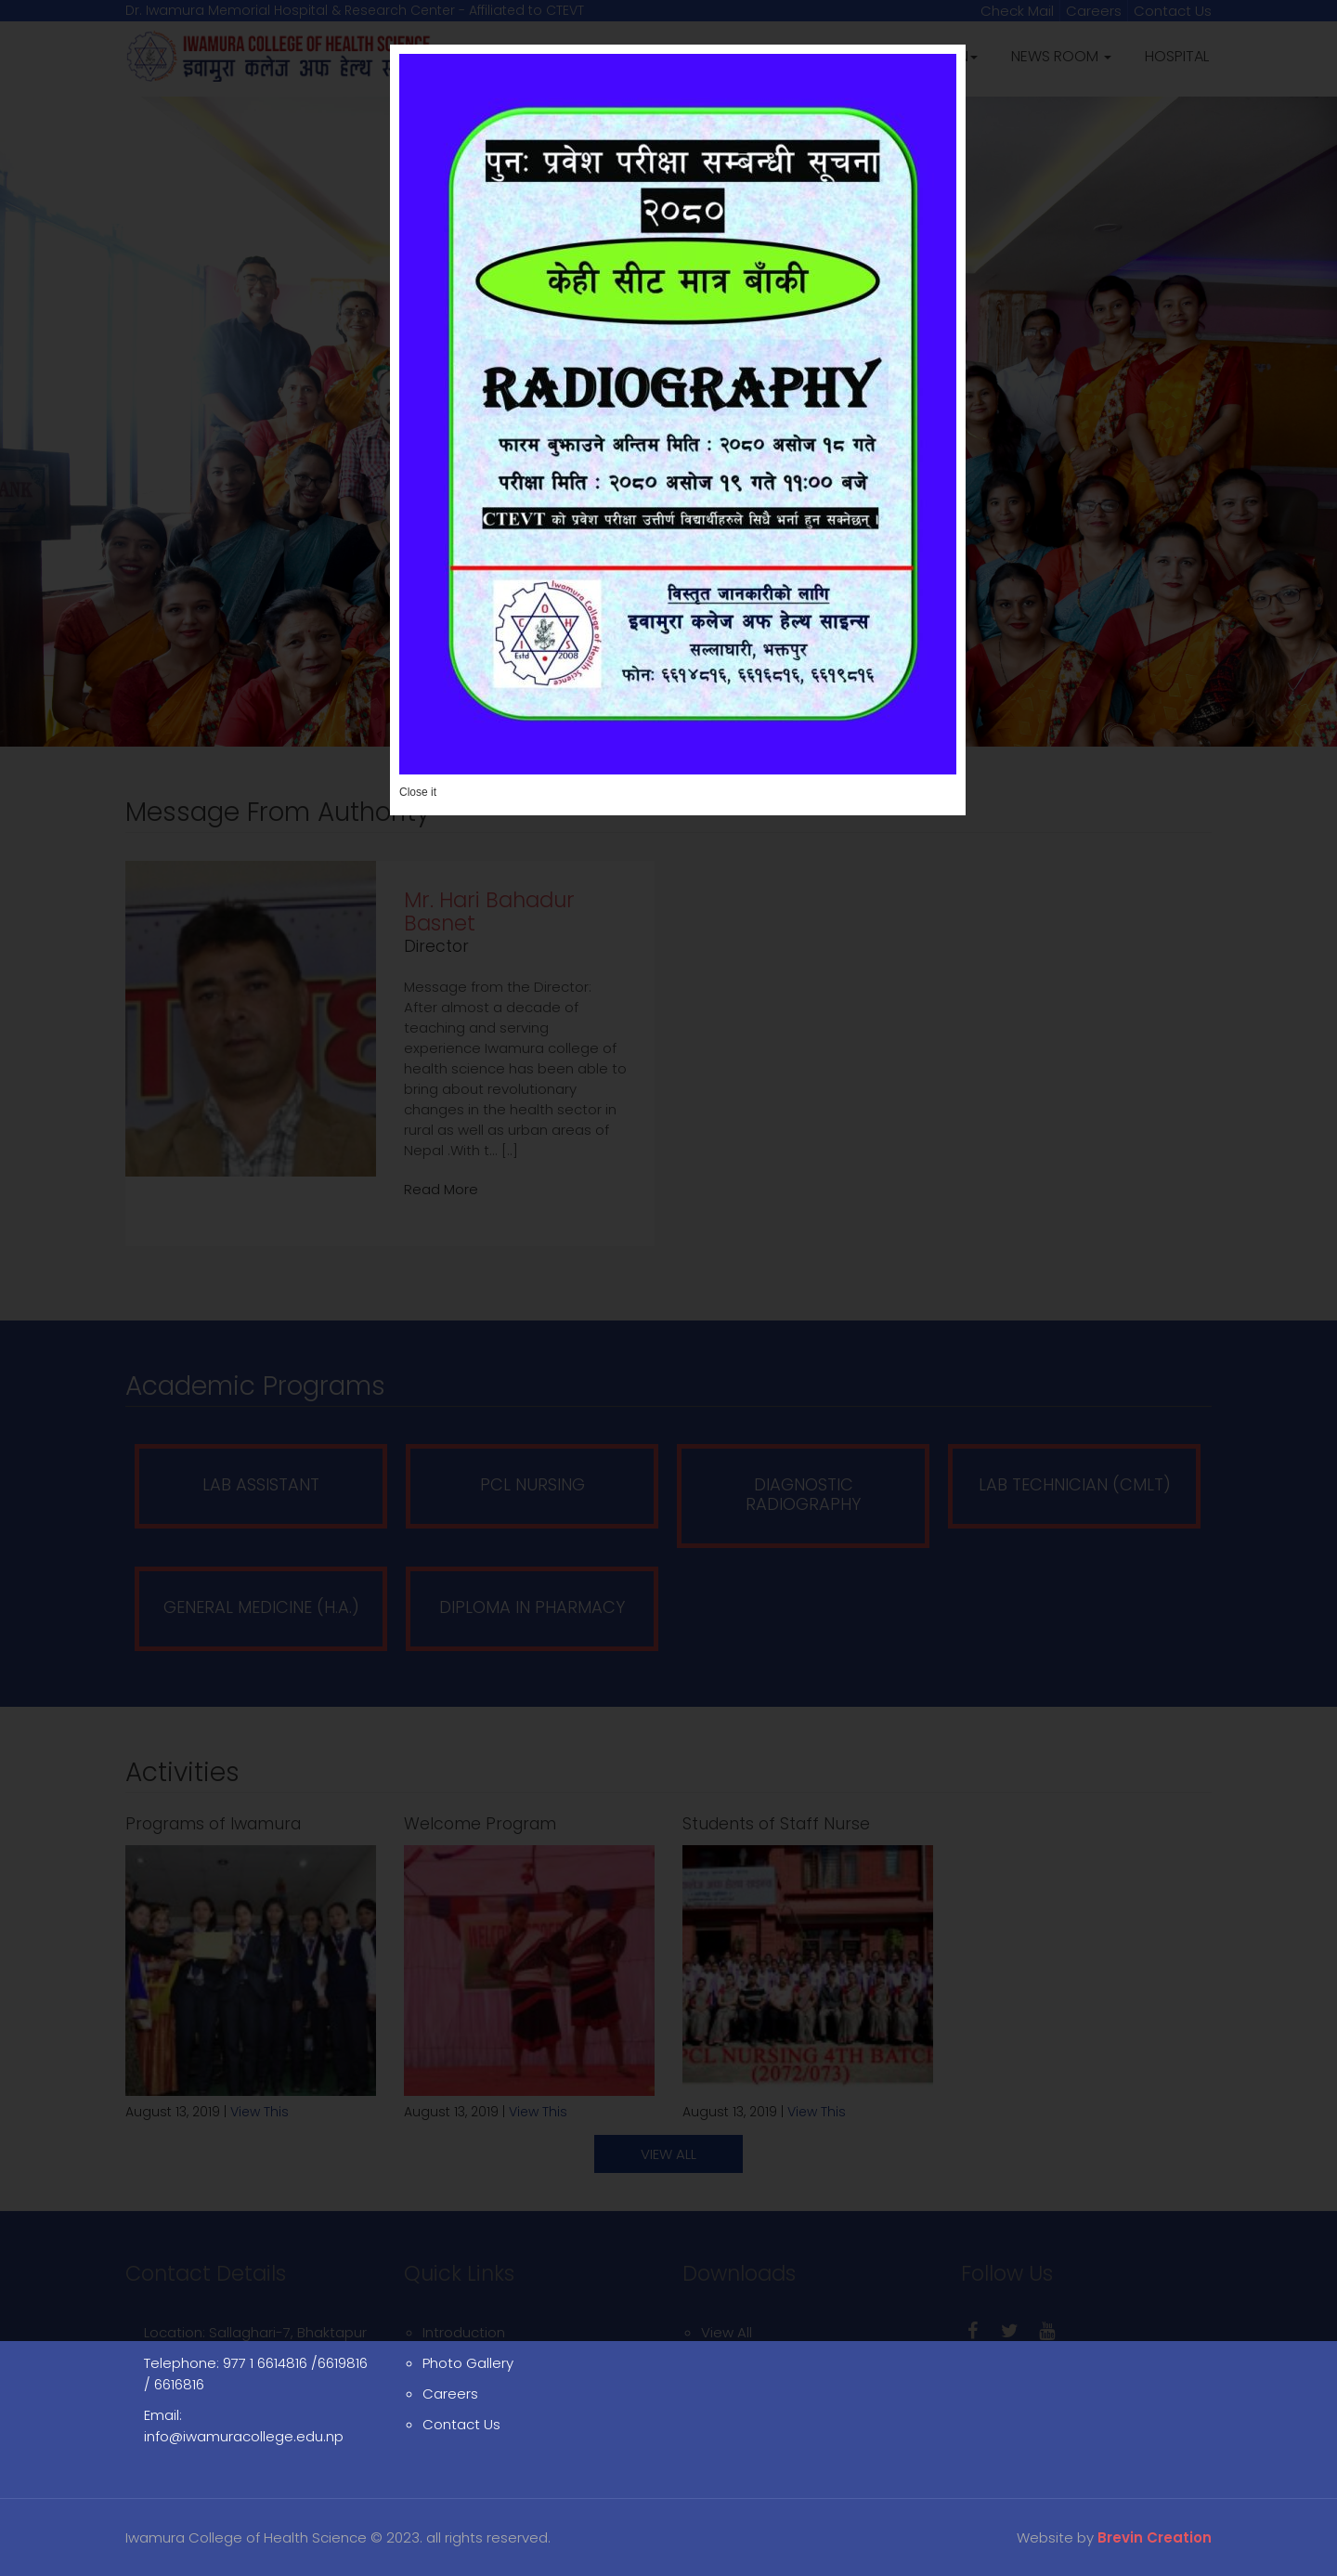 Dr. Iwamura Memorial Hospital & Research Center - Affiliated to CTEVT
Check Mail Careers Contact Us
IWAMURA COLLEGE OF HEALTH SCIENCE
इवामुरा कलेज अफ हेल्थ
NEWS ROOM HOSPITAL
पुनः प्रवेश परीक्षा सम्बन्धी सूचना
२०८०
केही सीट मात्र बाँकी
RADIOGRAPHY
फारम बुझाउने अन्तिम मिति : २०८० असोज १८ गते
परीक्षा मिति : २०८० असोज १९ गते ११:०० बजे
CTEVT को प्रवेश परीक्षा उत्तीर्ण विद्यार्थीहरुले सिधै भर्ना हुन सक्नेछन् ।
Iwamura College of Health Science
I C O H S
Estd 2008
विस्तृत जानकारीको लागि
इवामुरा कलेज अफ हेल्थ साइन्स
सल्लाघारी, भक्तपुर
फोनः ६६१४८१६, ६६१६८१६, ६६१९८१६
Close it
Message From Authority
Mr. Hari Bahadur
Basnet
Director
Message from the Director:
After almost a decade of
teaching and serving
experience Iwamura college of
health science has been able to
bring about revolutionary
changes in the health sector in
rural as well as urban areas of
Nepal .With t... [...]
Read More
Academic Programs
LAB ASSISTANT
PCL NURSING
DIAGNOSTIC
RADIOGRAPHY
LAB TECHNICIAN (CMLT)
GENERAL MEDICINE (H.A.)
DIPLOMA IN PHARMACY
Activities
Programs of Iwamura
Welcome Program
Students of Staff Nurse
PCL NURSING 4TH BATCH
(2072/073)
August 13, 2019 | View This
August 13, 2019 | View This
August 13, 2019 | View This
VIEW ALL
Contact Details
Location: Sallaghari-7, Bhaktapur
Telephone: 977 1 6614816 /6619816
/ 6616816
Email:
info@iwamuracollege.edu.np
Quick Links
Introduction
Photo Gallery
Careers
Contact Us
Downloads
View All
Follow Us
Iwamura College of Health Science © 2023. all rights reserved.
Website by Brevin Creation